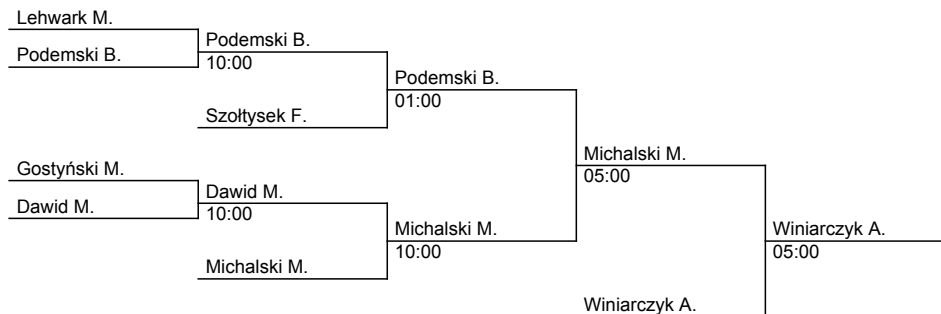 Lehwark M.
Podemski B.
Podemski B.
10:00
Podemski B.
01:00
Szołtysek F.
Michalski M.
05:00
Gostyński M.
Dawid M.
Dawid M.
10:00
Michalski M.
10:00
Winiarczyk A.
05:00
Michalski M.
Winiarczyk A.